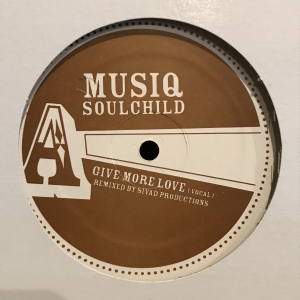 MUSIQ
SOULCHILD
A
GIVE MORE LOVE (VOCAL)
REMIXED BY SIVAD PRODUCTIONS